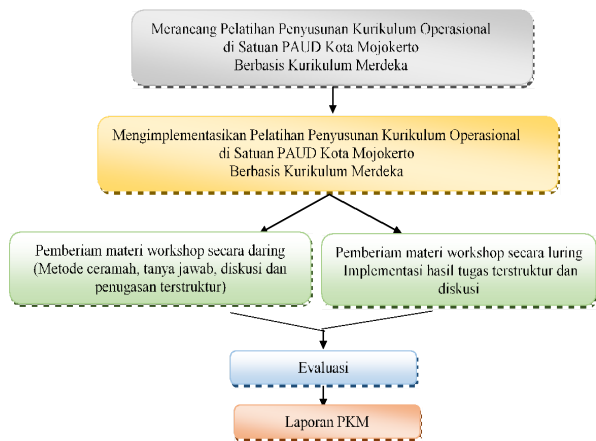 Merancang Pelatihan Penyusunan Kurikulum Operasional
di Satuan PAUD Kota Mojokerto
Berbasis Kurikulum Merdeka
Mengimplementasikan Pelatihan Penyusunan Kurikulum Operasional
di Satuan PAUD Kota Mojokerto
Berbasis Kurikulum Merdeka
Pemberiam materi workshop secara daring
(Metode ceramah, tanya jawab, diskusi dan
penugasan terstruktur)
Pemberiam materi workshop secara luring
Implementasi hasil tugas terstruktur dan
diskusi
Evaluasi
Laporan PKM